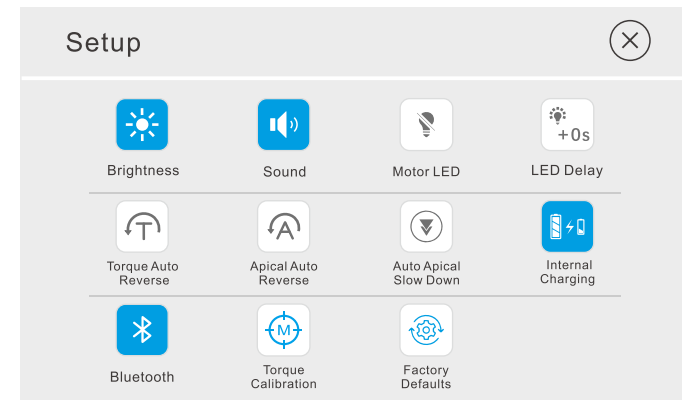 Setup
+0s
Brightness
Sound
Motor LED
LED Delay
T
A
Torque Auto
Reverse
Apical Auto
Reverse
Auto Apical
Slow Down
Internal
Charging
M
Bluetooth
Torque
Calibration
Factory
Defaults